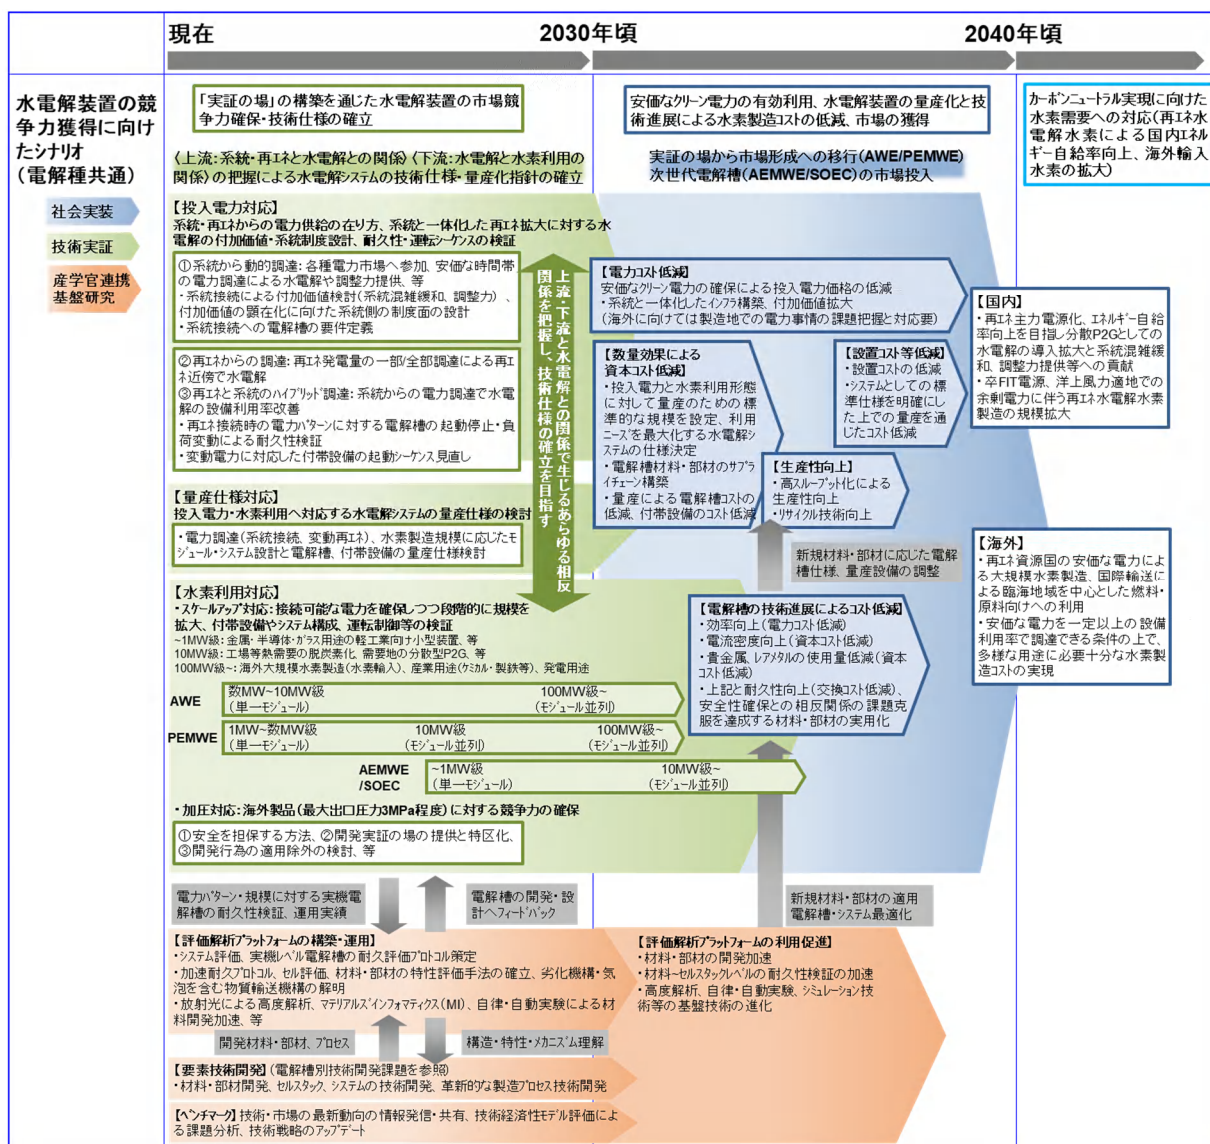 現在
2030年頃
2040年頃
水電解装置の競
争力獲得に向け
たシナリオ
(電解種共通)
社会実装
技術実証
産学官連携
基盤研究
「実証の場」の構築を通じた水電解装置の市場競
争力確保・技術仕様の確立
安価なクリーン電力の有効利用、水電解装置の量産化と技
術進展による水素製造コストの低減、市場の獲得
カーボンニュートラル実現に向けた
水素需要への対応(再エネ水
電解水素による国内エネル
ギー自給率向上、海外輸入
水素の拡大)
〈上流:系統・再エネと水電解との関係〉〈下流:水電解と水素利用の
関係〉の把握による水電解システムの技術仕様・量産化指針の確立
実証の場から市場形成への移行(AWE/PEMWE)
次世代電解槽(AEMWE/SOEC)の市場投入
【投入電力対応】
系統・再エネからの電力供給の在り方、系統と一体化した再エネ拡大に対する水
電解の付加価値・系統制度設計、耐久性・運転シーケンスの検証
①系統から動的調達:各種電力市場へ参加、安価な時間帯
の電力調達による水電解や調整力提供、等
・系統接続による付加価値検討(系統混雑緩和、調整力)、
付加価値の顕在化に向けた系統側の制度面の設計
・系統接続への電解槽の要件定義
②再エネからの調達:再エネ発電量の一部/全部調達による再エ
ネ近傍で水電解
③再エネと系統のハイブリッド調達:系統からの電力調達で水電
解の設備利用率改善
・再エネ接続時の電力パターンに対する電解槽の起動停止・負
荷変動による耐久性検証
・変動電力に対応した付帯設備の起動シーケンス見直し
上流・下流と水電解との関係で生じるあらゆる相反
関係を把握し、技術仕様の確立を目指す
【量産仕様対応】
投入電力・水素利用へ対応する水電解システムの量産仕様の検討
・電力調達(系統接続、変動再エネ)、水素製造規模に応じたモ
ジュール・システム設計と電解槽、付帯設備の量産仕様検討
【水素利用対応】
・スケールアップ対応:接続可能な電力を確保しつつ段階的に規模を
拡大、付帯設備やシステム構成、運転制御等の検証
~1MW級:金属・半導体・ガラス用途の軽工業向け小型装置、等
10MW級:工場等熱需要の脱炭素化、需要地の分散型P2G、等
100MW級~:海外大規模水素製造(水素輸入)、産業用途(ケミカル・製鉄等)、発電用途
AWE
数MW~10MW級
(単一モジュール)
100MW級~
(モジュール並列)
PEMWE
1MW~数MW級
(単一モジュール)
10MW級
(モジュール並列)
100MW級~
(モジュール並列)
AEMWE
/SOEC
~1MW級
(単一モジュール)
10MW級~
(モジュール並列)
・加圧対応:海外製品(最大出口圧力3MPa程度)に対する競争力の確保
①安全を担保する方法、②開発実証の場の提供と特区化、
③開発行為の適用除外の検討、等
【電力コスト低減】
安価なクリーン電力の確保による投入電力価格の低減
・系統と一体化したインフラ構築、付加価値拡大
(海外に向けては製造地での電力事情の課題把握と対応要)
【数量効果による
資本コスト低減】
・投入電力と水素利用形態
に対して量産のための標
準的な規模を設定、利用
ニーズを最大化する水電解シ
ステムの仕様決定
・電解槽材料・部材のサプラ
イチェーン構築
・量産による電解槽コストの
低減、付帯設備のコスト低減
【設置コスト等低減】
・設置コストの低減
・システムとしての標
準仕様を明確にし
た上での量産を通
じたコスト低減
【生産性向上】
・高スループット化による
生産性向上
・リサイクル技術向上
新規材料・部材に応じた電解
槽仕様、量産設備の調整
【電解槽の技術進展によるコスト低減】
・効率向上(電力コスト低減)
・電流密度向上(資本コスト低減)
・貴金属、レアメタルの使用量低減(資本
コスト低減)
・上記と耐久性向上(交換コスト低減)、
安全性確保との相反関係の課題克
服を達成する材料・部材の実用化
【国内】
・再エネ主力電源化、エネルギー自給
率向上を目指し分散P2Gとしての
水電解の導入拡大と系統混雑緩
和、調整力提供等への貢献
・卒FIT電源、洋上風力適地での
余剰電力に伴う再エネ水電解水素
製造の規模拡大
【海外】
・再エネ資源国の安価な電力によ
る大規模水素製造、国際輸送に
よる臨海地域を中心とした燃料・
原料向けへの利用
・安価な電力を一定以上の設備
利用率で調達できる条件の上で、
多様な用途に必要十分な水素製
造コストの実現
電力パターン・規模に対する実機電
解槽の耐久性検証、運用実績
電解槽の開発・設
計へフィードバック
新規材料・部材の適用
電解槽・システム最適化
【評価解析プラットフォームの構築・運用】
・システム評価、実機レベル電解槽の耐久評価プロトコル策定
・加速耐久プロトコル、セル評価、材料・部材の特性評価手法の確立、劣化機構・気
泡を含む物質輸送機構の解明
・放射光による高度解析、マテリアルズインフォマティクス(MI)、自律・自動実験による材
料開発加速、等
【評価解析プラットフォームの利用促進】
・材料・部材の開発加速
・材料~セルスタックレベルの耐久性検証の加速
・高度解析、自律・自動実験、シミュレーション技
術等の基盤技術の進化
開発材料・部材、プロセス
構造・特性・メカニズム理解
【要素技術開発】(電解槽別技術開発課題を参照)
・材料・部材開発、セルスタック、システムの技術開発、革新的な製造プロセス技術開発
【ベンチマーク】技術・市場の最新動向の情報発信・共有、技術経済性モデル評価によ
る課題分析、技術戦略のアップデート